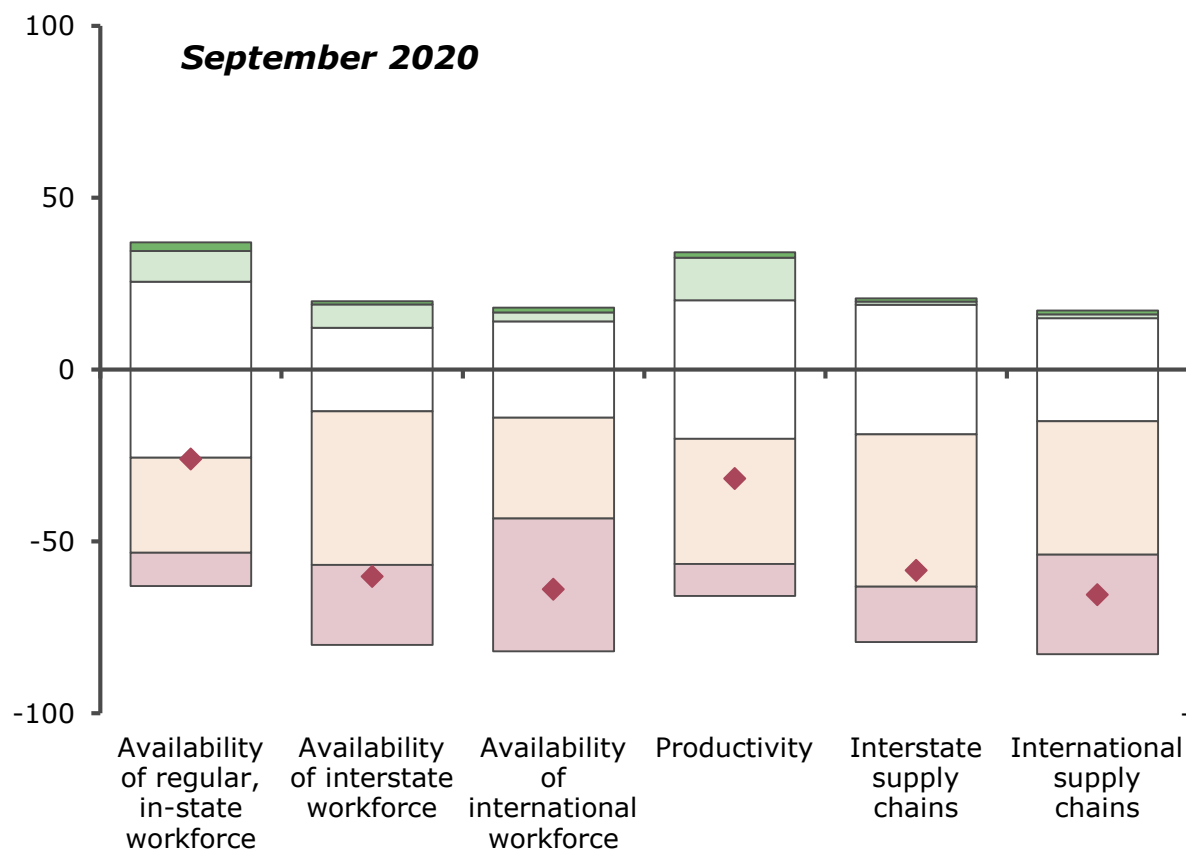 100
September 2020
50
0
-50
-100
Availability
of regular,
in-state
workforce
Availability
of interstate
workforce
Availability
of
international
workforce
Productivity
Interstate
supply
chains
International
supply
chains